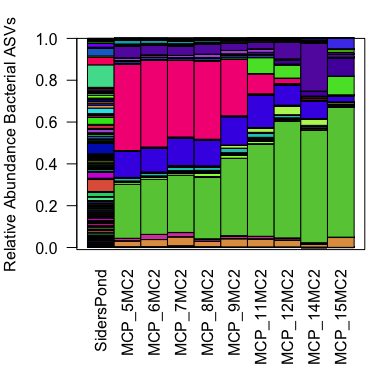 Relative Abundance Bacterial ASVs
1.0
0.8
0.6
0.4
0.2
0.0
SidersPond
MCP_5MC2
MCP_6MC2
MCP_7MC2
MCP_8MC2
MCP_9MC2
MCP_11MC2
MCP_12MC2
MCP_14MC2
MCP_15MC2